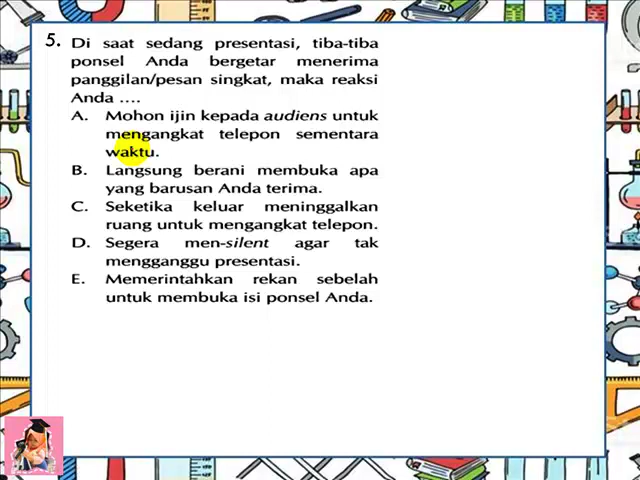 5. Di saat sedang presentasi, tiba-tiba
ponsel Anda bergetar menerima
panggilan/pesan singkat, maka reaksi
Anda ....
A. Mohon ijin kepada audiens untuk
mengangkat telepon sementara
waktu.
B. Langsung berani membuka apa
yang barusan Anda terima.
C. Seketika keluar meninggalkan
ruang untuk mengangkat telepon.
D. Segera men-silent agar tak
mengganggu presentasi.
E. Memerintahkan rekan sebelah
untuk membuka isi ponsel Anda.